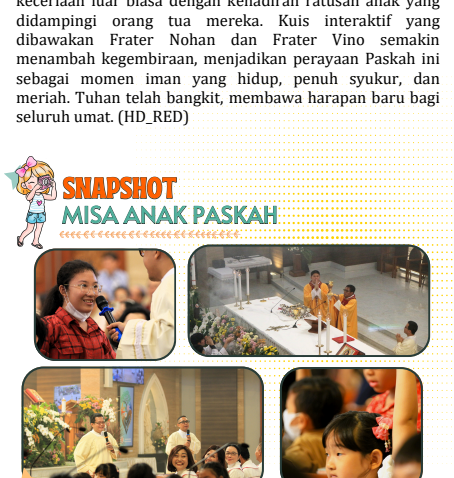 keceriaan luar biasa dengan kehadiran ratusan anak yang
didampingi orang tua mereka. Kuis interaktif yang
dibawakan Frater Nohan dan Frater Vino semakin
menambah kegembiraan, menjadikan perayaan Paskah ini
sebagai momen iman yang hidup, penuh syukur, dan
meriah. Tuhan telah bangkit, membawa harapan baru bagi
seluruh umat. (HD_RED)
SNAPSHOT
MISA ANAK PASKAH